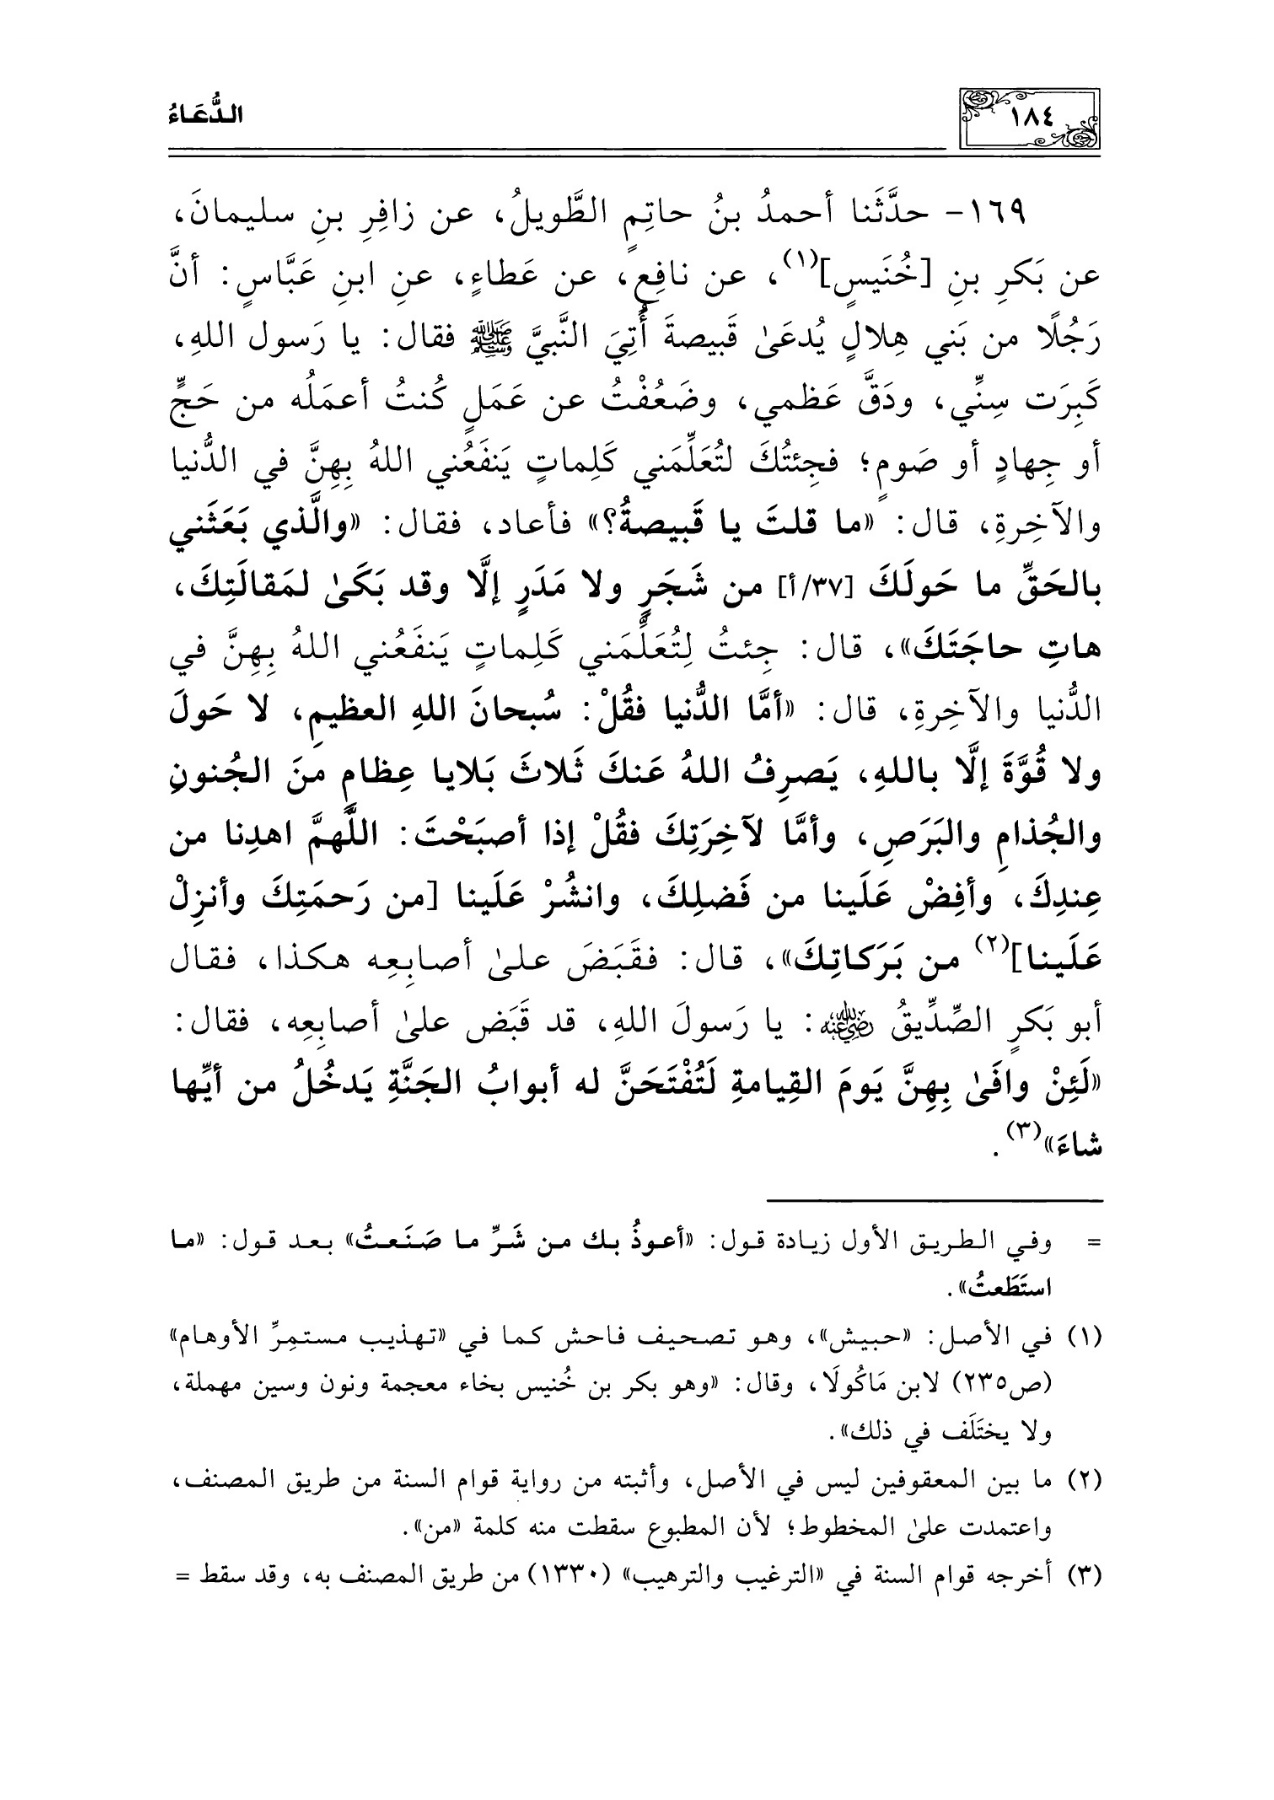 الدُّعَاءُ
١٨٤
١٦٩- حدَّثَنا أحمدُ بنُ حاتِمٍ الطَّويلُ، عن زافِرِ بنِ سليمانَ،
عن بَكرِ بنِ [خُنَيسٍ](١)، عن نافِعٍ، عن عَطاءٍ، عنِ ابنِ عَبَّاسٍ: أنَّ
رَجُلًا من بَني هِلالٍ يُدعَىٰ قَبيصةَ أُتِيَ النَّبيَّ ﷺ فقال: يا رَسول اللهِ،
كَبِرَت سِنِّي، ودَقَّ عَظمي، وضَعُفْتُ عن عَمَلٍ كُنتُ أعمَلُه من حَجٍّ
أو جِهادٍ أو صَومٍ؛ فجِئتُكَ لتُعَلِّمَني كَلِماتٍ يَنفَعُني اللهُ بِهِنَّ في الدُّنيا
والآخِرةِ، قال: «ما قلتَ يا قَبيصةُ؟» فأعاد، فقال: «والَّذي بَعَثَني
بالحَقِّ ما حَولَكَ [٣٧/أ] من شَجَرٍ ولا مَدَرٍ إلَّا وقد بَكَىٰ لمَقالَتِكَ،
هاتِ حاجَتَكَ»، قال: جِئتُ لِتُعَلِّمَني كَلِماتٍ يَنفَعُني اللهُ بِهِنَّ في
الدُّنيا والآخِرةِ، قال: «أمَّا الدُّنيا فقُلْ: سُبحانَ اللهِ العظيمِ، لا حَولَ
ولا قُوَّةَ إلَّا باللهِ، يَصرِفُ اللهُ عَنكَ ثَلاثَ بَلايا عِظامٍ منَ الجُنونِ
والجُذامِ والبَرَصِ، وأمَّا لآخِرَتِكَ فقُلْ إذا أصبَحْتَ: اللَّهمَّ اهدِنا من
عِندِكَ، وأفِضْ عَلَينا من فَضلِكَ، وانشُرْ عَلَينا [من رَحمَتِكَ وأنزِلْ
عَلَينا](٢) من بَرَكاتِكَ»، قال: فقَبَضَ علىٰ أصابِعِه هكذا، فقال
أبو بَكرٍ الصِّدِّيقُ رضي الله عنه: يا رَسولَ اللهِ، قد قَبَض علىٰ أصابِعِه، فقال:
«لَئِنْ وافَىٰ بِهِنَّ يَومَ القِيامةِ لَتُفْتَحَنَّ له أبوابُ الجَنَّةِ يَدخُلُ من أيِّها
شاءَ»(٣).
= وفي الطريق الأول زيادة قول: «أعوذُ بك من شَرِّ ما صَنَعتُ» بعد قول: «ما
استَطَعتُ».
(١) في الأصل: «حبيش»، وهو تصحيف فاحش كما في «تهذيب مستمِرِّ الأوهام»
(ص٢٣٥) لابن مَاكُولَا، وقال: «وهو بكر بن خُنيس بخاء معجمة ونون وسين مهملة،
ولا يختَلَف في ذلك».
(٢) ما بين المعقوفين ليس في الأصل، وأثبته من رواية قوام السنة من طريق المصنف،
واعتمدت علىٰ المخطوط؛ لأن المطبوع سقطت منه كلمة «من».
(٣) أخرجه قوام السنة في «الترغيب والترهيب» (١٣٣٠) من طريق المصنف به، وقد سقط =